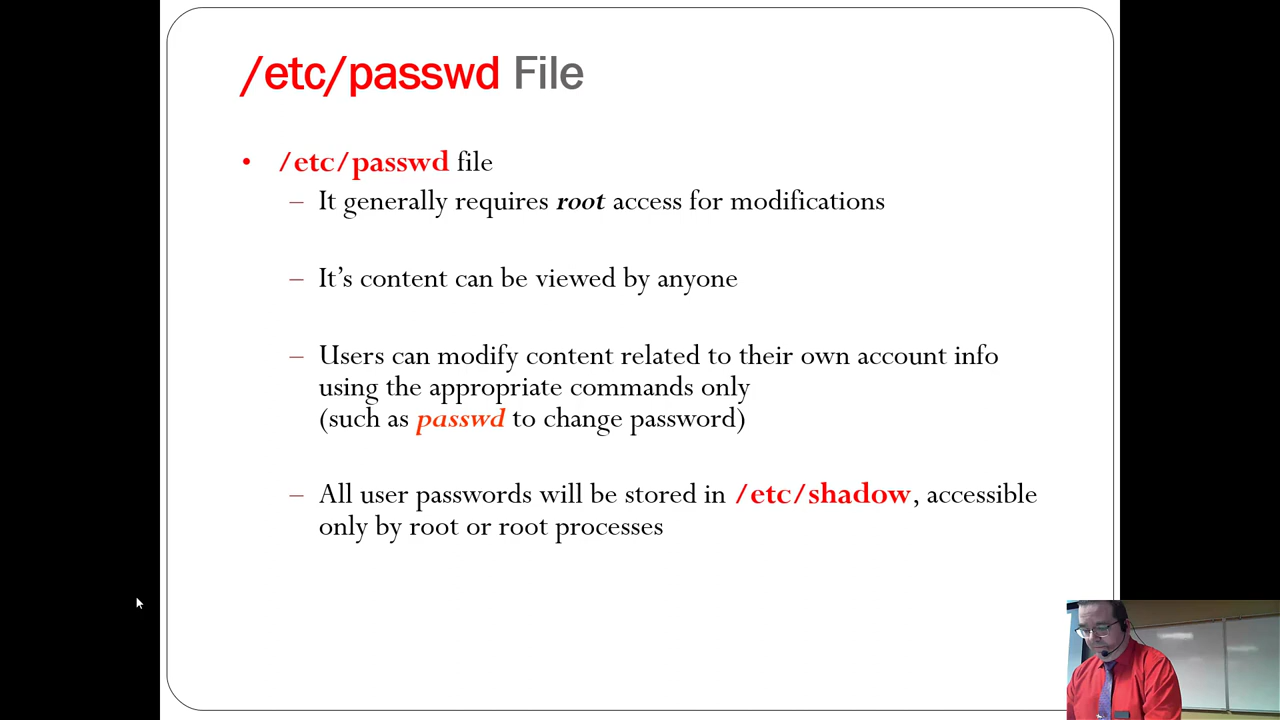 /etc/passwd File
• /etc/passwd file
– It generally requires root access for modifications
– It’s content can be viewed by anyone
– Users can modify content related to their own account info
using the appropriate commands only
(such as passwd to change password)
– All user passwords will be stored in /etc/shadow, accessible
only by root or root processes